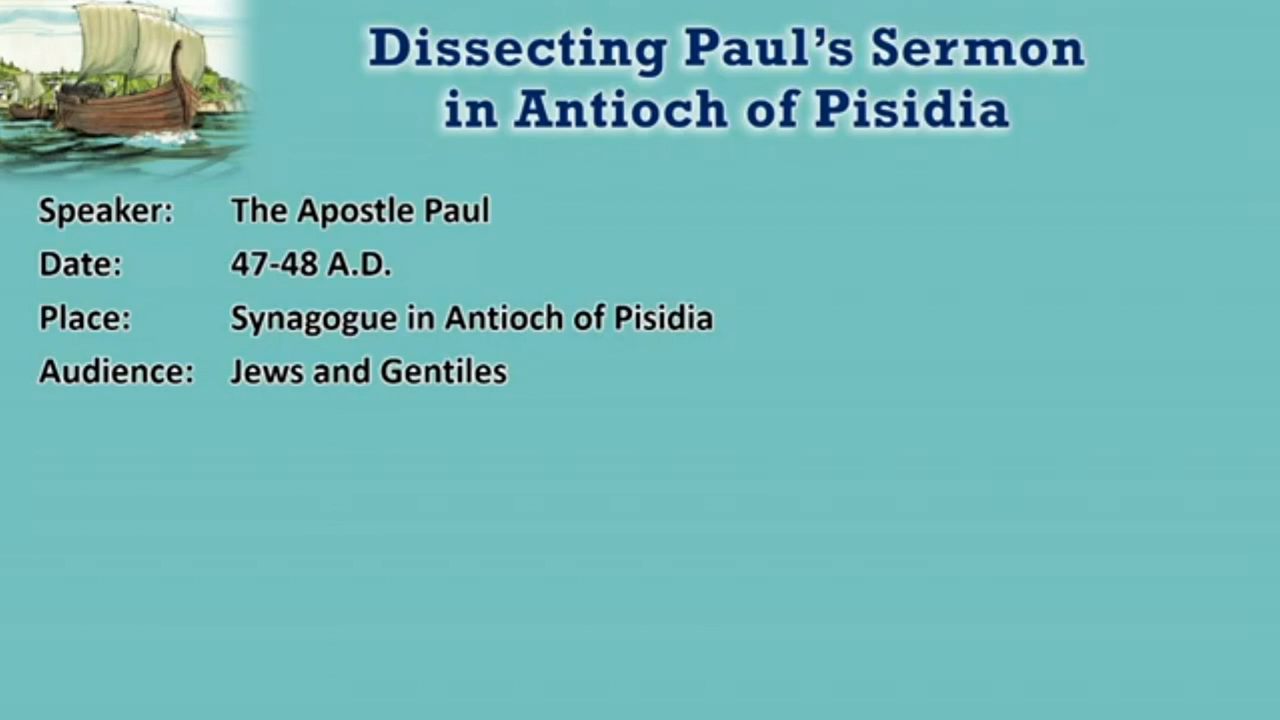 Dissecting Paul’s Sermon
in Antioch of Pisidia
Speaker: The Apostle Paul
Date: 47-48 A.D.
Place: Synagogue in Antioch of Pisidia
Audience: Jews and Gentiles